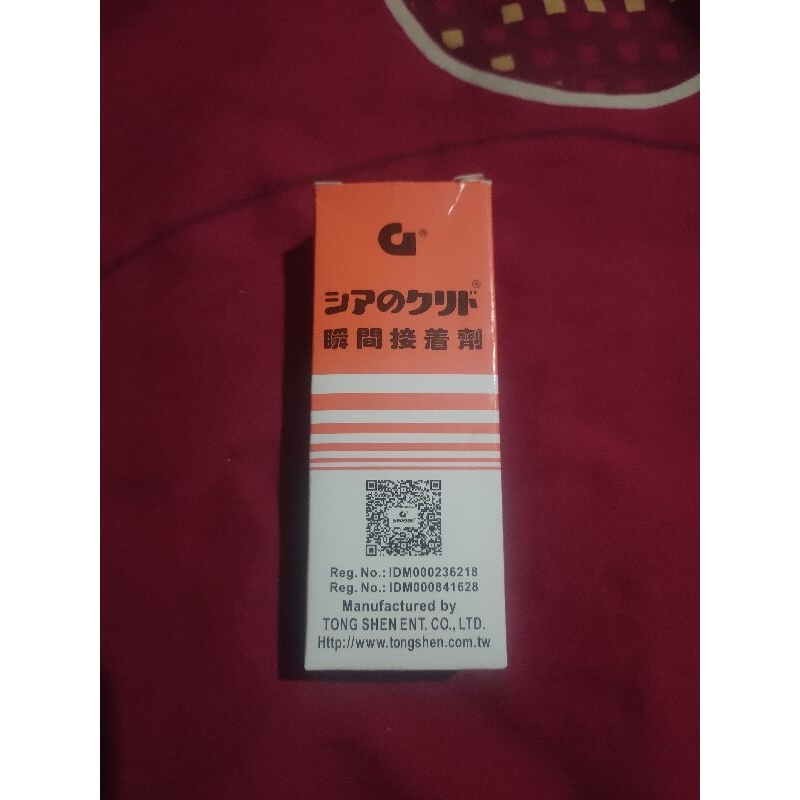 G®
シアのクリド®
瞬間接着劑
Reg. No.: IDM000236218
Reg. No.: IDM000841628
Manufactured by
TONG SHEN ENT. CO., LTD.
Http://www.tongshen.com.tw